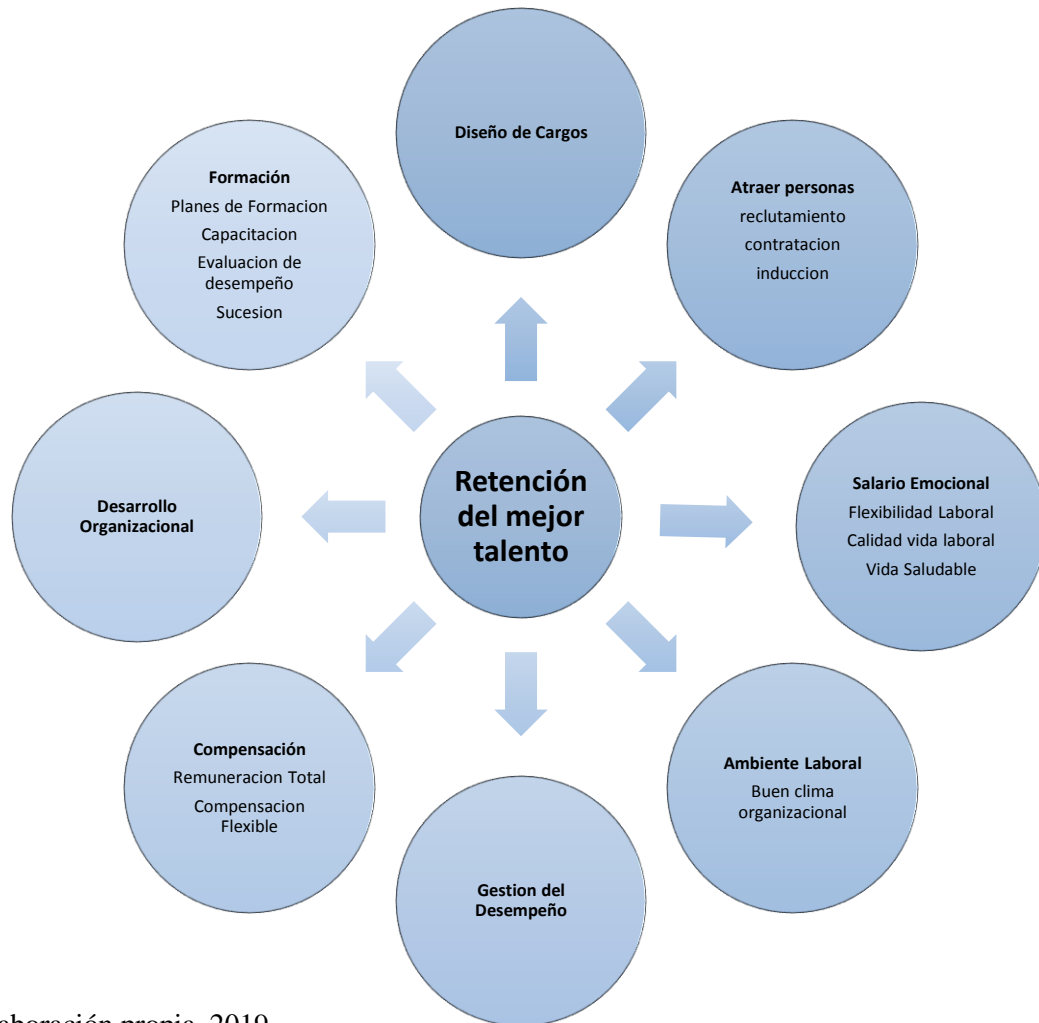 Diseño de Cargos
Atraer personas
reclutamiento
contratacion
induccion
Salario Emocional
Flexibilidad Laboral
Calidad vida laboral
Vida Saludable
Ambiente Laboral
Buen clima
organizacional
Gestion del
Desempeño
Compensación
Remuneracion Total
Compensacion
Flexible
Desarrollo
Organizacional
Formación
Planes de Formacion
Capacitacion
Evaluacion de
desempeño
Sucesion
Retención
del mejor
talento
propia, 2019